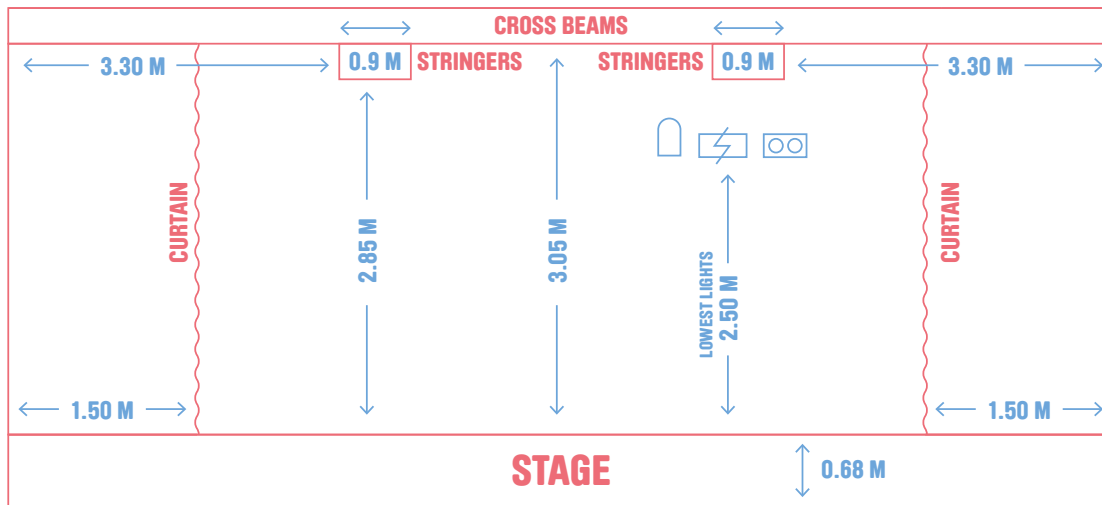 CROSS BEAMS
3.30 M
0.9 M
STRINGERS
STRINGERS
0.9 M
3.30 M
CURTAIN
2.85 M
3.05 M
LOWEST LIGHTS
2.50 M
CURTAIN
1.50 M
1.50 M
STAGE
0.68 M